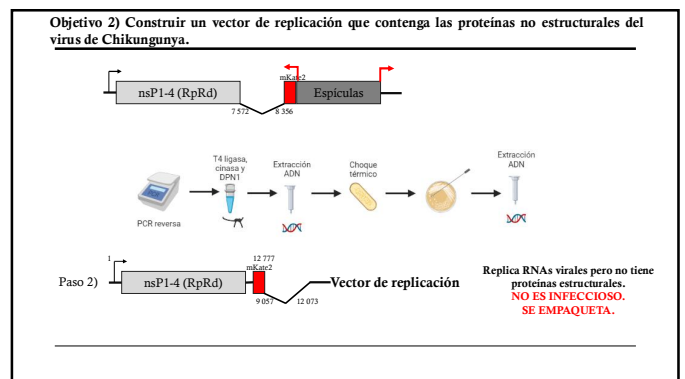 Objetivo 2) Construir un vector de replicación que contenga las proteínas no estructurales del
virus de Chikungunya.
mKate2
nsP1-4 (RpRd)
Espículas
7 572
8 356
T4 ligasa,
cinasa y
DPN1
Extracción
ADN
Choque
térmico
Extracción
ADN
PCR reversa
1
12 777
mKate2
Paso 2)
nsP1-4 (RpRd)
Vector de replicación
9 057
12 073
Replica RNAs virales pero no tiene
proteínas estructurales.
NO ES INFECCIOSO.
SE EMPAQUETA.